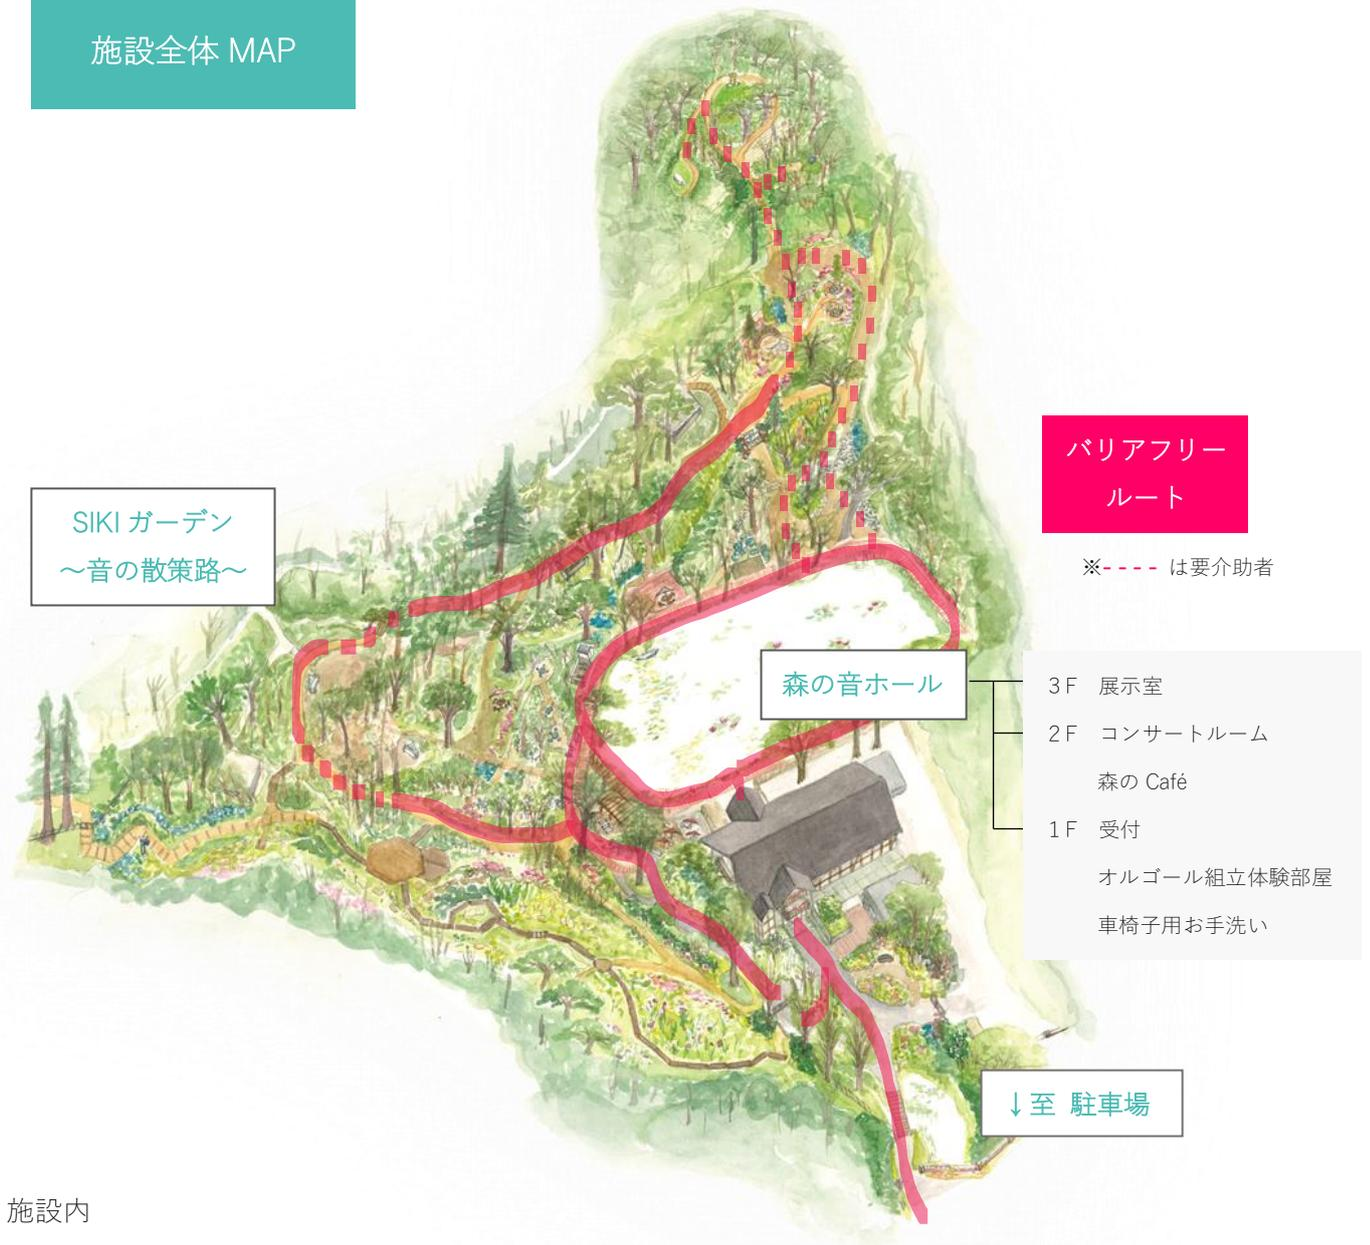 施設全体 MAP
バリアフリー
ルート
※---- は要介助者
SIKI ガーデン
～音の散策路～
森の音ホール
3F 展示室
2F コンサートルーム
森の Café
1F 受付
オルゴール組立体験部屋
車椅子用お手洗い
↓至 駐車場
施設内